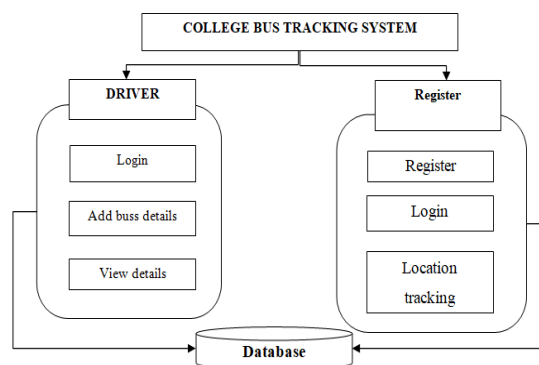 COLLEGE BUS TRACKING SYSTEM
DRIVER
Login
Add buss details
View details
Register
Register
Login
Location
tracking
Database